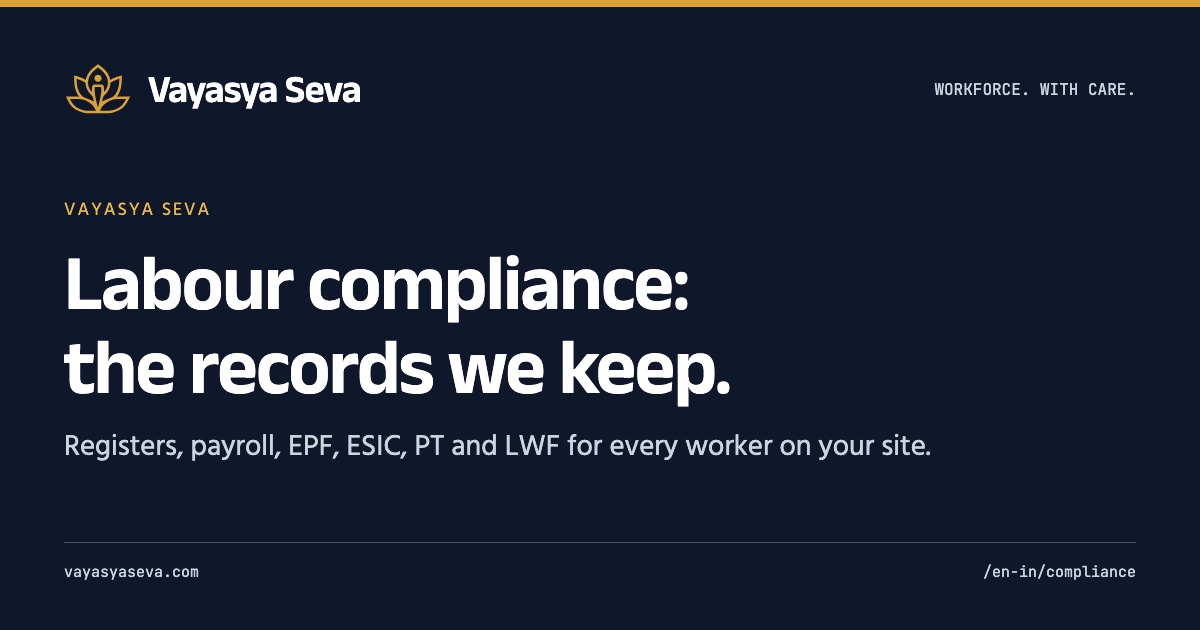 Vayasya Seva
WORKFORCE. WITH CARE.
VAYASYA SEVA
Labour compliance:
the records we keep.
Registers, payroll, EPF, ESIC, PT and LWF for every worker on your site.
vayasyaseva.com
/en-in/compliance